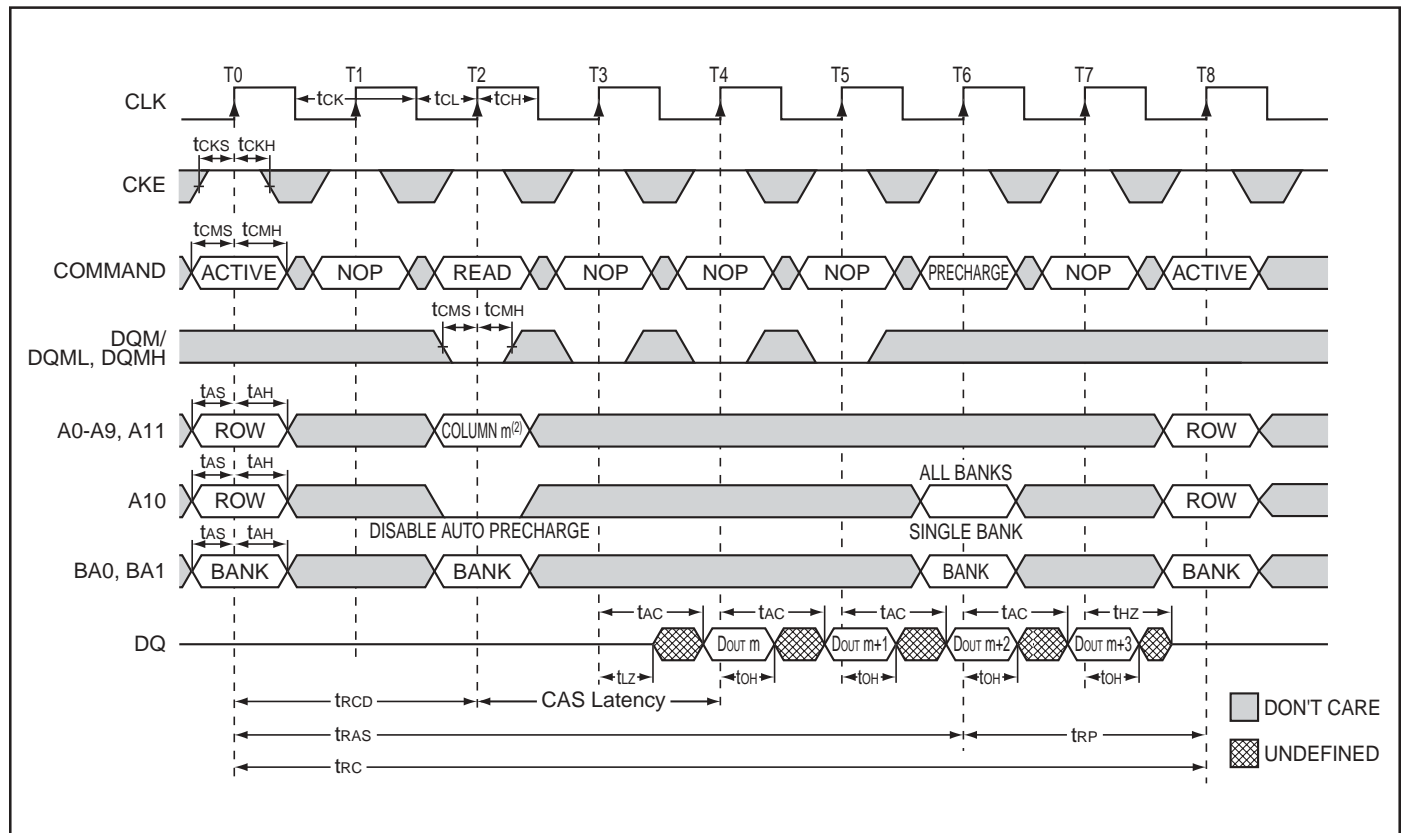 T0 T1 T2 T3 T4 T5 T6 T7 T8
CLK
tCK tCL tCH
tCKS tCKH
CKE
tCMS tCMH
COMMAND ACTIVE NOP READ NOP NOP NOP PRECHARGE NOP ACTIVE
tCMS tCMH
DQM/
DQML, DQMH
tAS tAH
A0-A9, A11 ROW COLUMN m(2) ROW
tAS tAH ALL BANKS
A10 ROW ROW
DISABLE AUTO PRECHARGE SINGLE BANK
tAS tAH
BA0, BA1 BANK BANK BANK BANK
tAC tAC tAC tAC tHZ
DQ DOUT m DOUT m+1 DOUT m+2 DOUT m+3
tLZ tOH tOH tOH tOH
tRCD CAS Latency
DON'T CARE
tRAS tRP
UNDEFINED
tRC